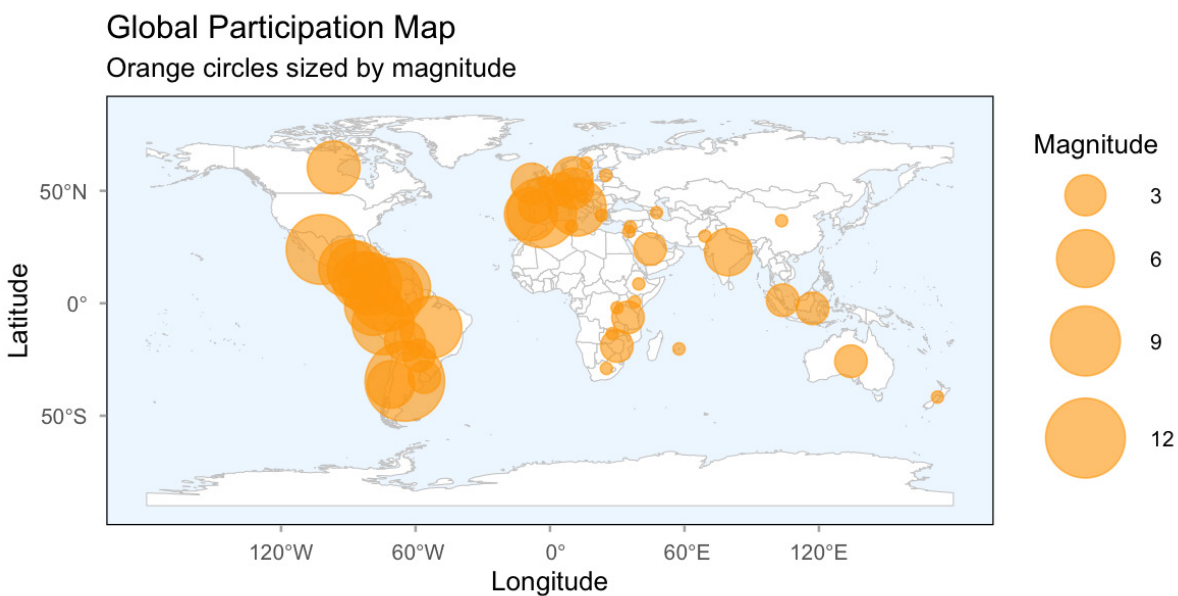 Global Participation Map
Orange circles sized by magnitude
Magnitude
3
6
9
12
50°N
0°
50°S
Latitude
120°W
60°W
0°
60°E
120°E
Longitude